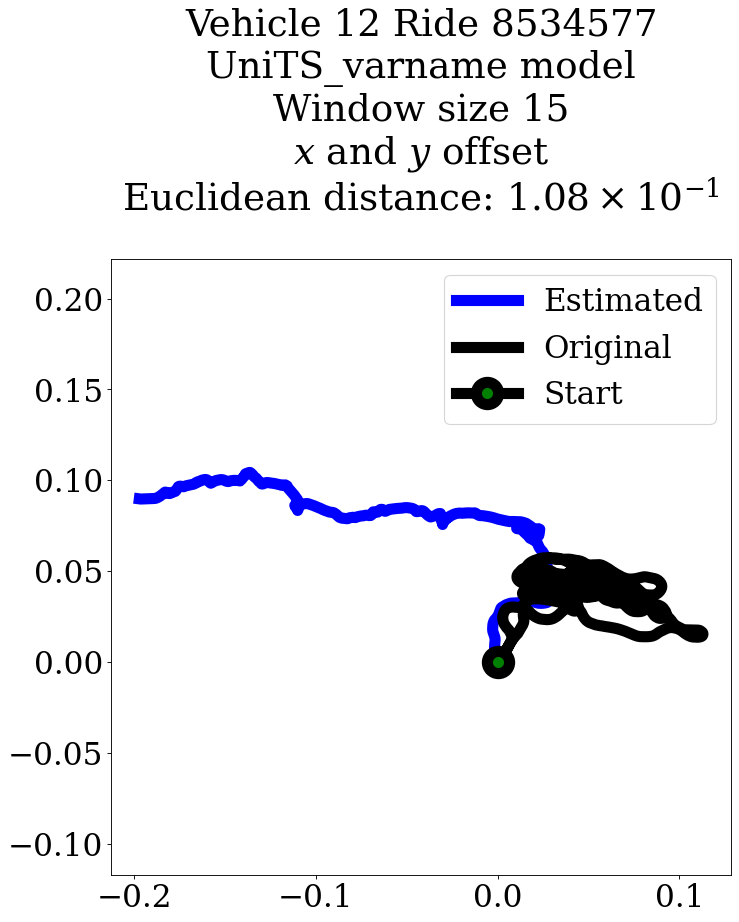 Vehicle 12 Ride 8534577
UniTS_varname model
Window size 15
x and y offset
Euclidean distance: 1.08 × 10⁻¹
Estimated
Original
Start
0.20
0.15
0.10
0.05
0.00
−0.05
−0.10
−0.2 −0.1 0.0 0.1